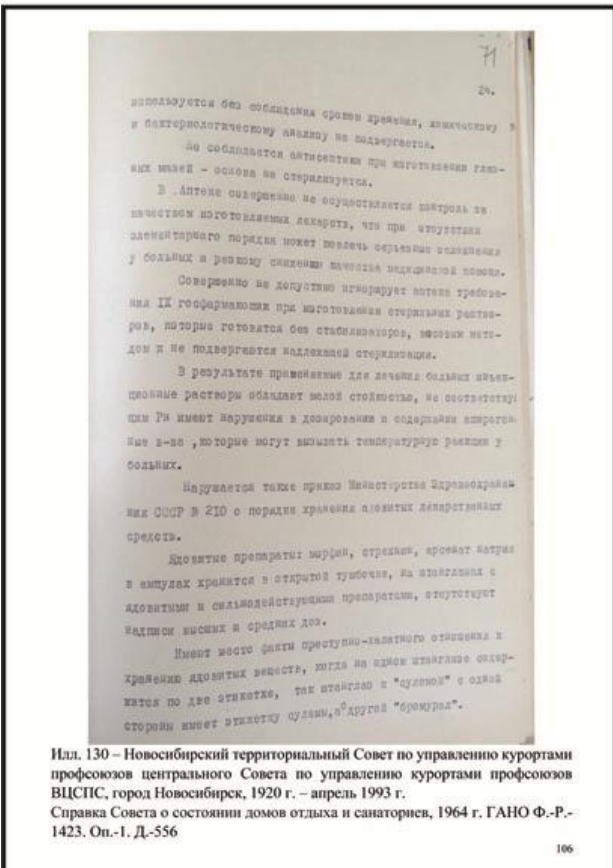 71
24.
используется без соблюдения сроков хранения, химическому
и бактериологическому анализу не подвергается.
Не соблюдается антисептика при изготовлении глаз-
ных мазей – основа не стерилизуется.
В .Аптеке совершенно не осуществляется контроль за
качеством изготовляемых лекарств, что при отсутствии
элементарного порядка может повлечь серьезные осложнения
у больных и резкому снижению качества медицинской помощи.
Совершенно не допустимо игнорирует аптека требова-
ния IX госфармакопеи при изготовлении стерильных раство-
ров, которые готовятся без стабилизаторов, весовым мето-
дом и не подвергаются надлежащей стерилизации.
В результате применяемые для лечения больных инъек-
ционные растворы обладают малой стойкостью, не соответствую
щим Рн имеют нарушения в дозировании и содержании
ные в-ва ,которые могут вызывать температурную реакцию у
больных.
Нарушается также приказ Министерства Здравоохране
ния СССР № 210 о порядке хранения ядовитых лекарственных
средств.
Ядовитые препараты: морфин, стрихнин, арсенат натрия
в ампулах хранятся в открытой тумбочке, на штангласах с
ядовитыми и сильнодействующими препаратами, отсутствуют
надписи высших и средних доз.
Имеют место факты преступно-халатного отношения к
хранению ядовитых веществ, когда на одном штангласе содер-
жится по две этикетки, так штанглас с "сулемой" с одной
стороны имеет этикетку сулемы,а с другой "бромурал".
Илл. 130 – Новосибирский территориальный Совет по управлению курортами
профсоюзов центрального Совета по управлению курортами профсоюзов
ВЦСПС, город Новосибирск, 1920 г. – апрель 1993 г.
Справка Совета о состоянии домов отдыха и санаториев, 1964 г. ГАНО Ф.-Р.-
1423. Оп.-1. Д.-556
106